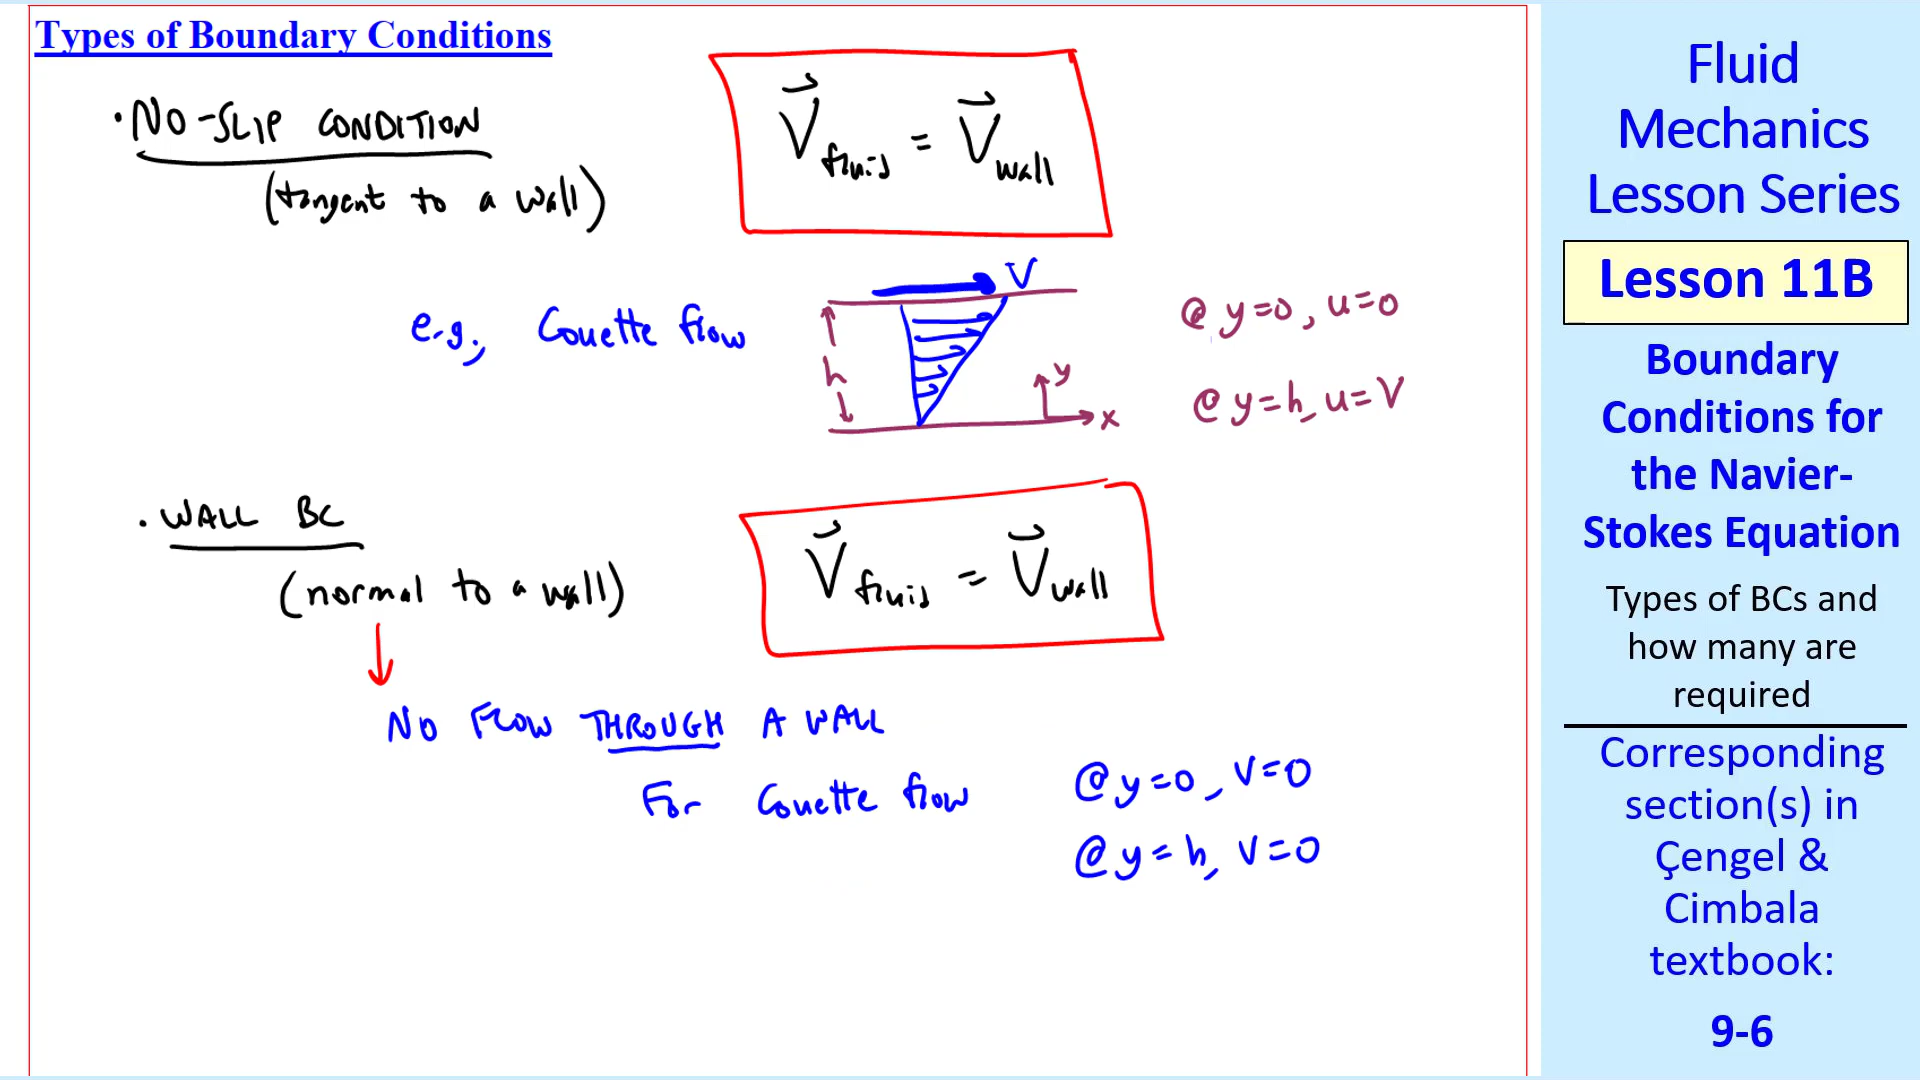 Types of Boundary Conditions
• NO-SLIP CONDITION
(tangent to a wall)
V⃗fluid = V⃗wall
e.g., Couette flow
V
h
y
x
@ y=0, u=0
@ y=h, u=V
• WALL BC
(normal to a wall)
V⃗fluid = V⃗wall
NO FLOW THROUGH A WALL
For Couette flow
@ y=0, v=0
@ y=h, v=0
Fluid
Mechanics
Lesson Series
Lesson 11B
Boundary
Conditions for
the Navier-
Stokes Equation
Types of BCs and
how many are
required
Corresponding
section(s) in
Çengel &
Cimbala
textbook:
9-6